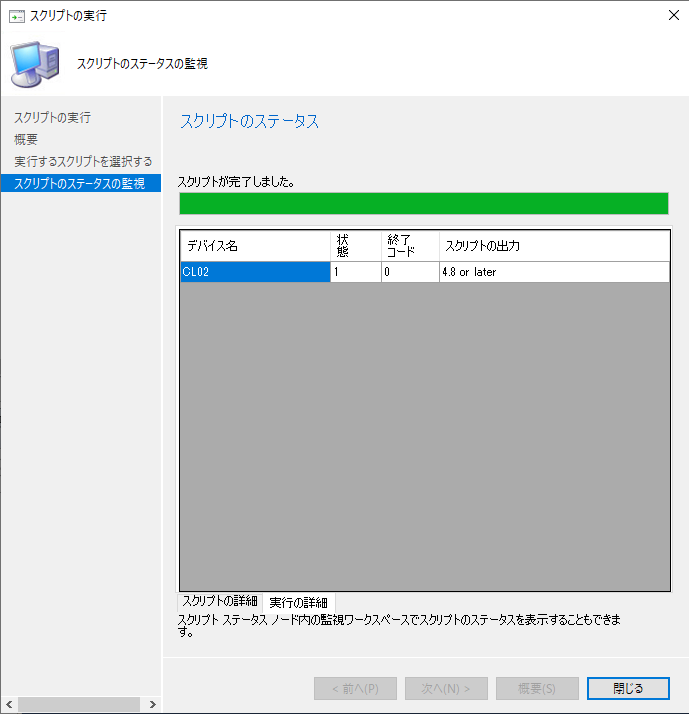 スクリプトの実行
スクリプトのステータスの監視
スクリプトの実行
概要
実行するスクリプトを選択する
スクリプトのステータスの監視
スクリプトのステータス
スクリプトが完了しました。
デバイス名 状態 終了コード スクリプトの出力
CL02 1 0 4.8 or later
スクリプトの詳細 実行の詳細
スクリプト ステータス ノード内の監視ワークスペースでスクリプトのステータスを表示することもできま
す。
< 前へ(P) 次へ(N) > 概要(S) 閉じる